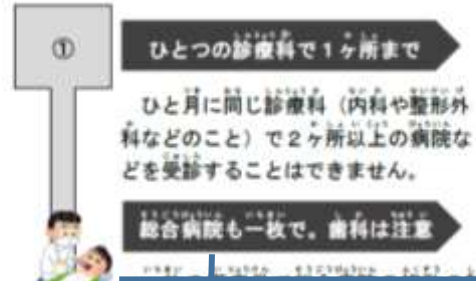 ①
ひとつの診療科で1ヶ所まで
ひと月に同じ診療科（内科や整形外
科などのこと）で2ヶ所以上の病院な
どを受診することはできません。
総合病院も一枚で。歯科は注意